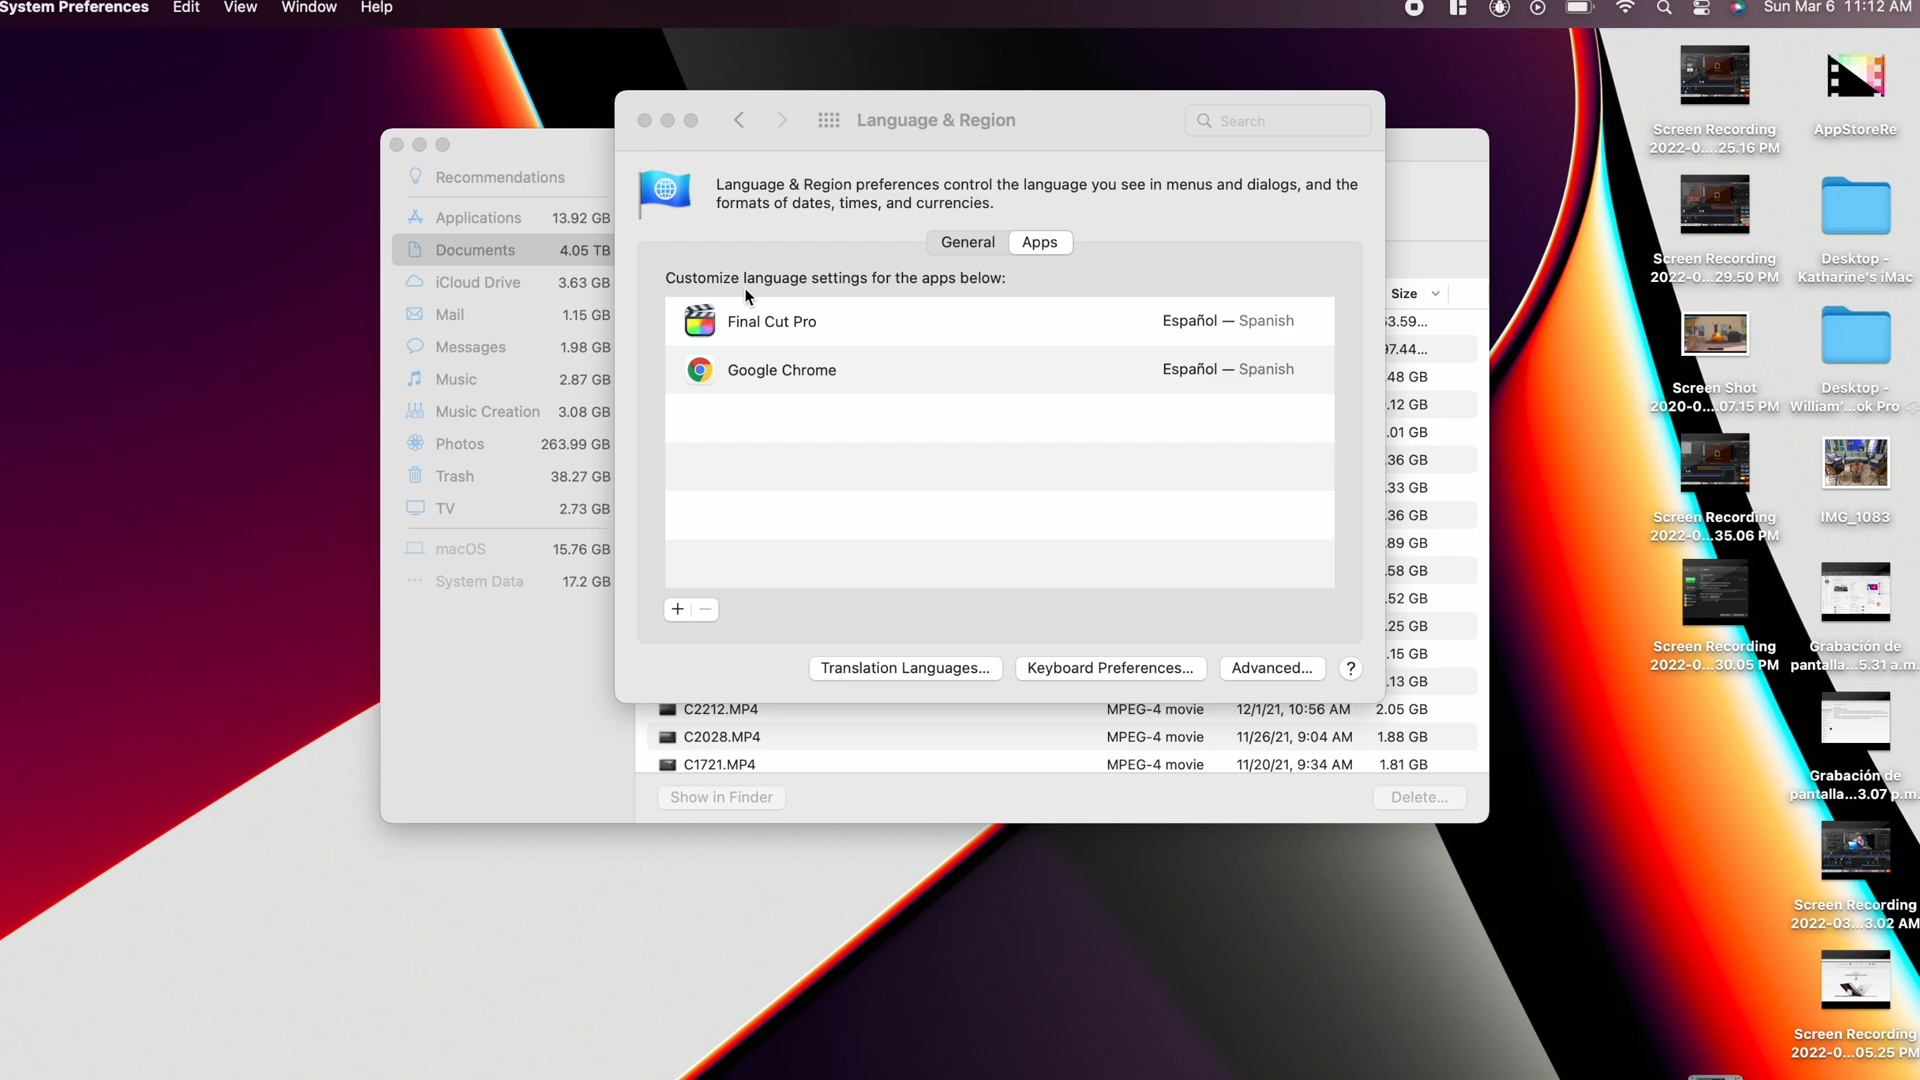 System Preferences Edit View Window Help Sun Mar 6 11:12 AM
Language & Region
Search
Language & Region preferences control the language you see in menus and dialogs, and the
formats of dates, times, and currencies.
General Apps
Customize language settings for the apps below:
Final Cut Pro Español — Spanish
Google Chrome Español — Spanish
+ −
Translation Languages... Keyboard Preferences... Advanced... ?
Recommendations
Applications 13.92 GB
Documents 4.05 TB
iCloud Drive 3.63 GB
Mail 1.15 GB
Messages 1.98 GB
Music 2.87 GB
Music Creation 3.08 GB
Photos 263.99 GB
Trash 38.27 GB
TV 2.73 GB
macOS 15.76 GB
System Data 17.2 GB
Size
3.59...
97.44...
.48 GB
.12 GB
.01 GB
.36 GB
.33 GB
.36 GB
.89 GB
.58 GB
.52 GB
.25 GB
.15 GB
.13 GB
C2212.MP4 MPEG-4 movie 12/1/21, 10:56 AM 2.05 GB
C2028.MP4 MPEG-4 movie 11/26/21, 9:04 AM 1.88 GB
C1721.MP4 MPEG-4 movie 11/20/21, 9:34 AM 1.81 GB
Show in Finder Delete...
Screen Recording
2022-0....25.16 PM
AppStoreRe
Screen Recording
2022-0...29.50 PM
Desktop -
Katharine's iMac
Screen Shot
2020-0....07.15 PM
Desktop -
William'...ok Pro
Screen Recording
2022-0...35.06 PM
IMG_1083
Screen Recording
2022-0...30.05 PM
Grabación de
pantalla...5.31 a.m.
Grabación de
pantalla...3.07 p.m.
Screen Recording
2022-03...3.02 AM
Screen Recording
2022-0...05.25 PM